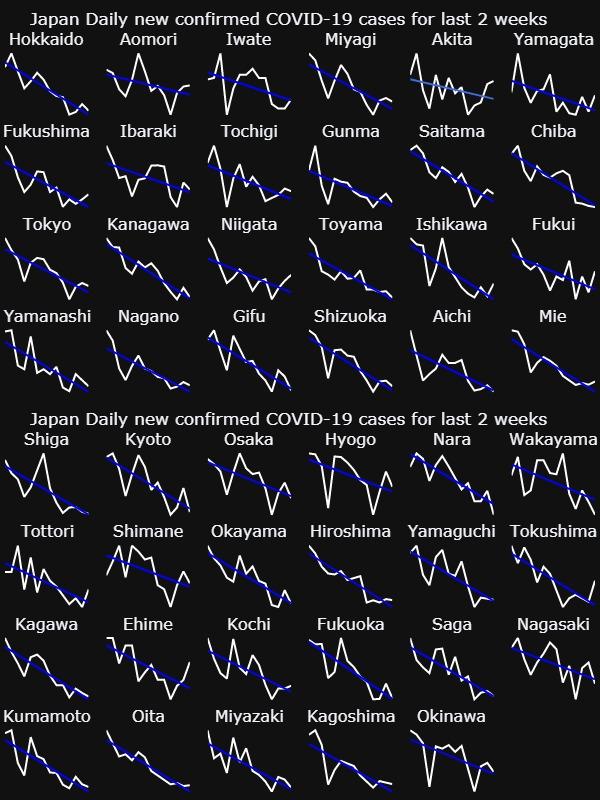 Japan Daily new confirmed COVID-19 cases for last 2 weeks
Hokkaido Aomori Iwate Miyagi Akita Yamagata
Fukushima Ibaraki Tochigi Gunma Saitama Chiba
Tokyo Kanagawa Niigata Toyama Ishikawa Fukui
Yamanashi Nagano Gifu Shizuoka Aichi Mie
Japan Daily new confirmed COVID-19 cases for last 2 weeks
Shiga Kyoto Osaka Hyogo Nara Wakayama
Tottori Shimane Okayama Hiroshima Yamaguchi Tokushima
Kagawa Ehime Kochi Fukuoka Saga Nagasaki
Kumamoto Oita Miyazaki Kagoshima Okinawa